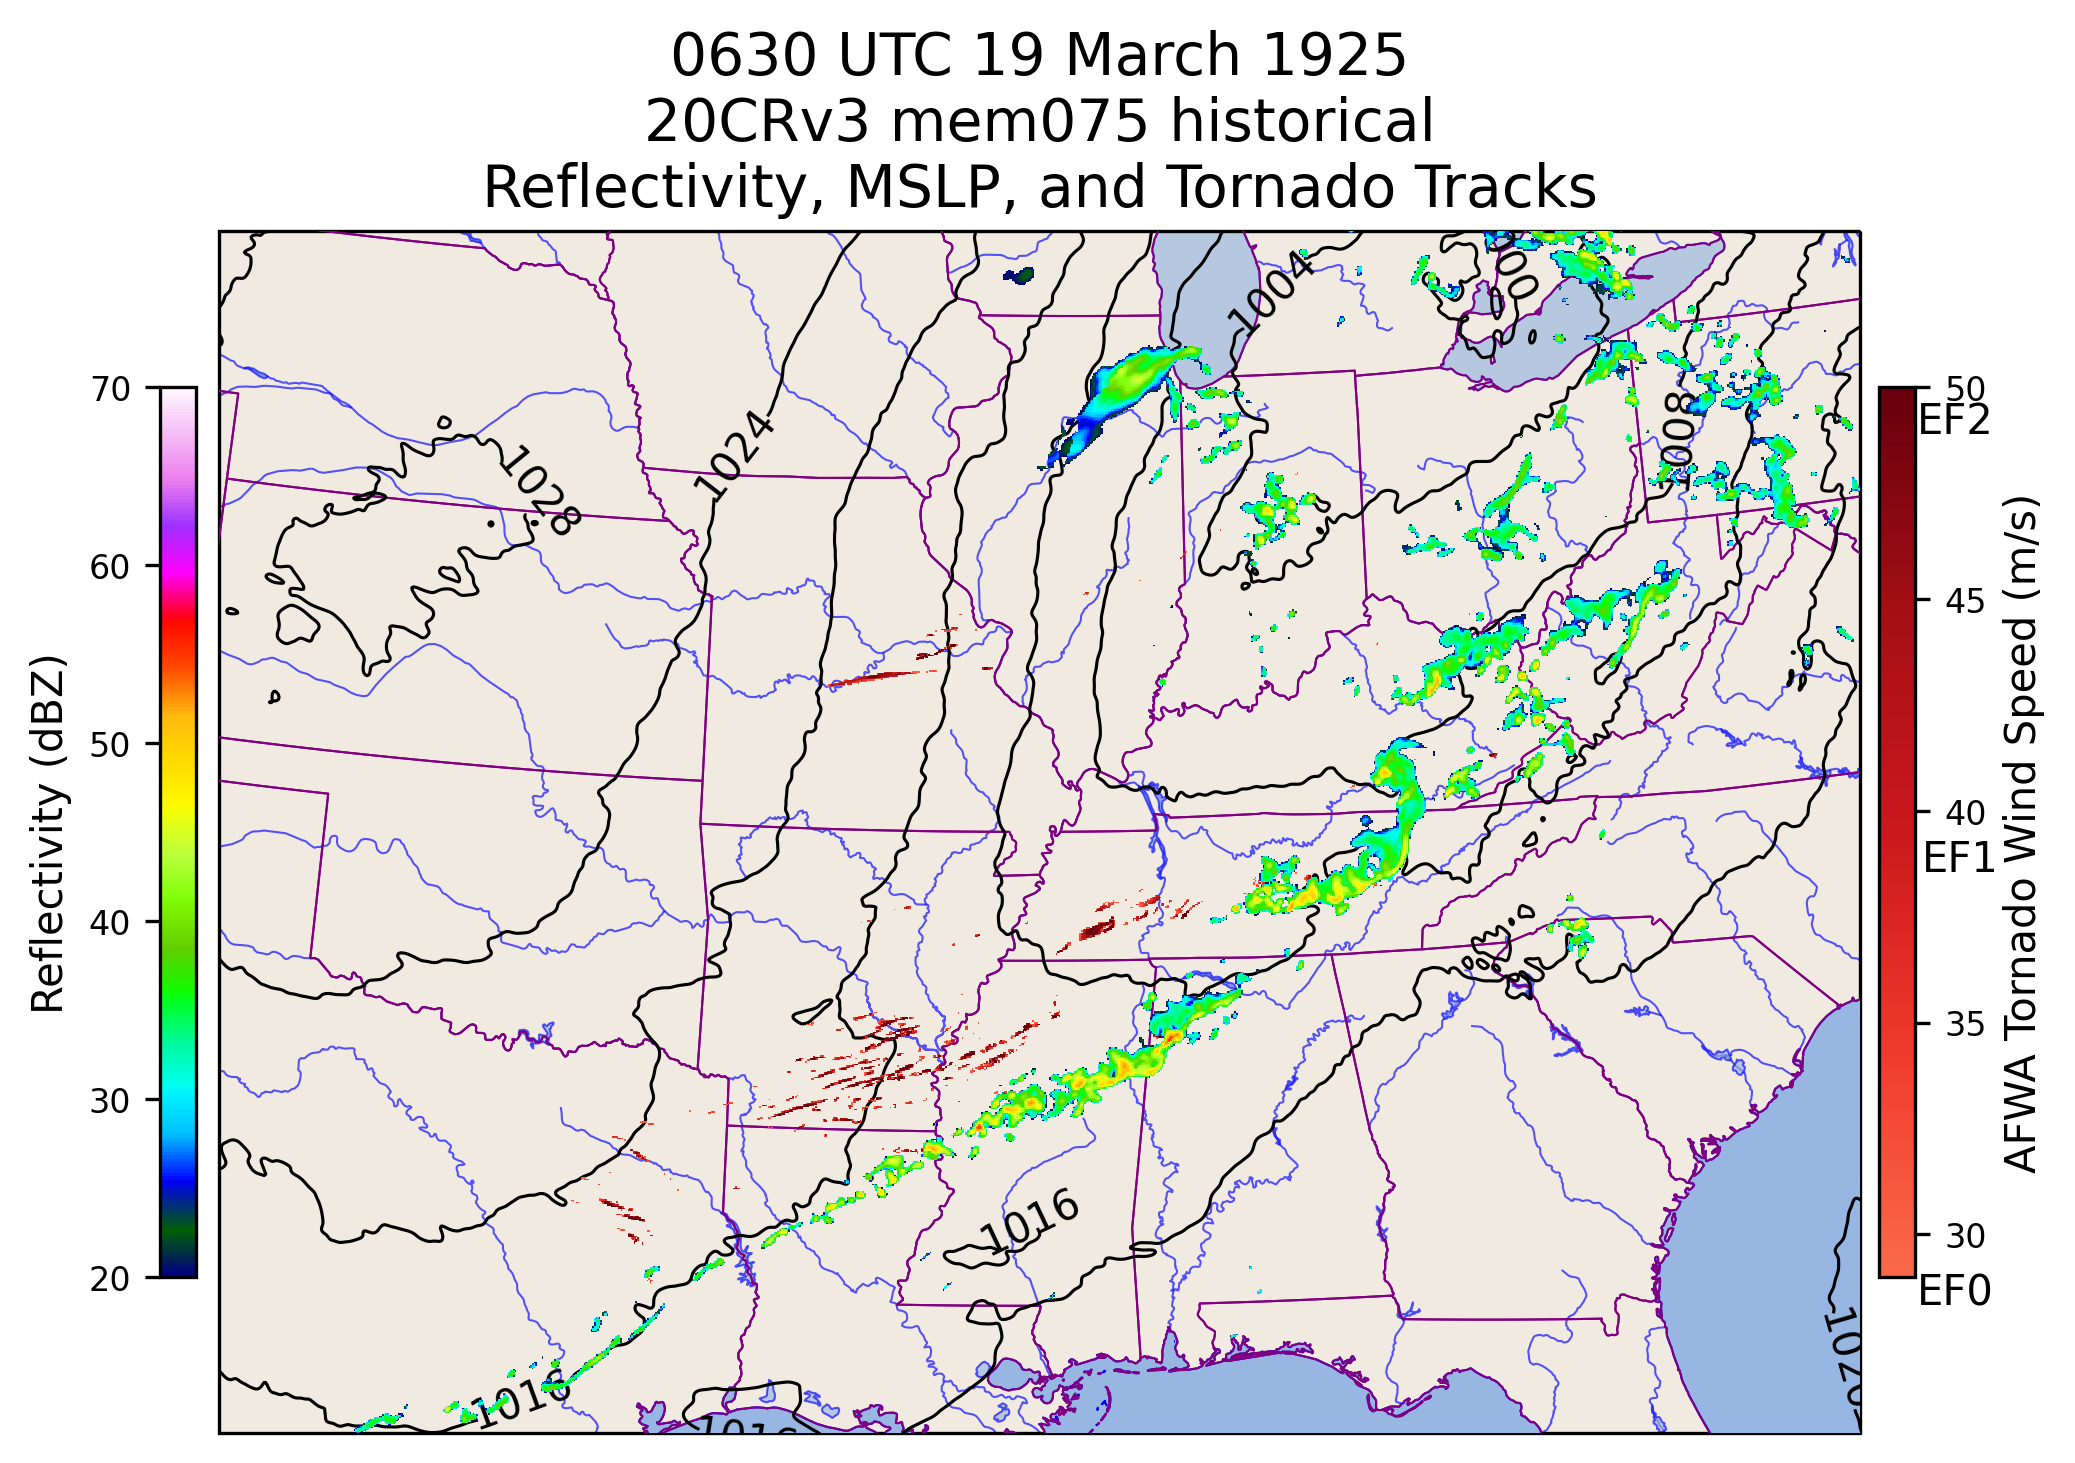 0630 UTC 19 March 1925
20CRv3 mem075 historical
Reflectivity, MSLP, and Tornado Tracks
Reflectivity (dBZ)
70
60
50
40
30
20
1004
1008
1024
1028
1016
1016
1016
1020
50
EF2
45
40
EF1
35
30
EF0
AFWA Tornado Wind Speed (m/s)